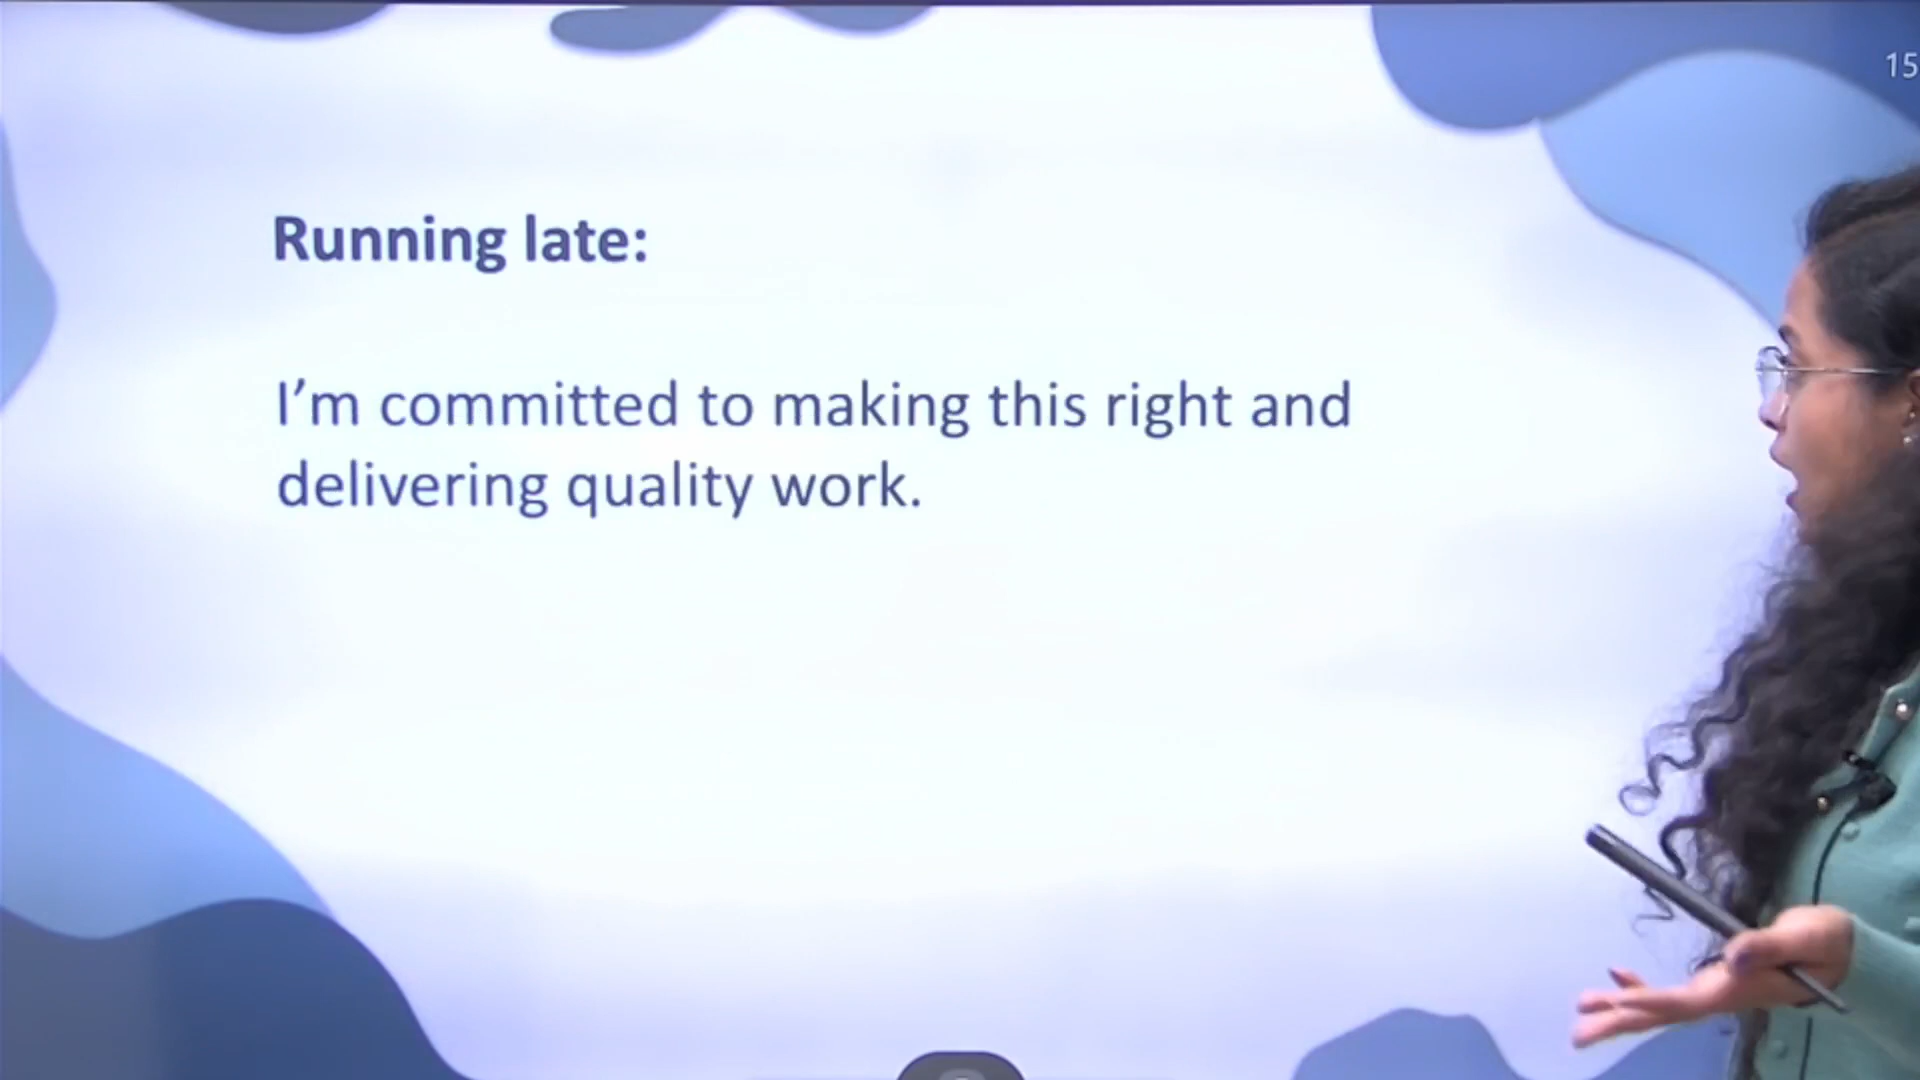 15
Running late:
I’m committed to making this right and
delivering quality work.